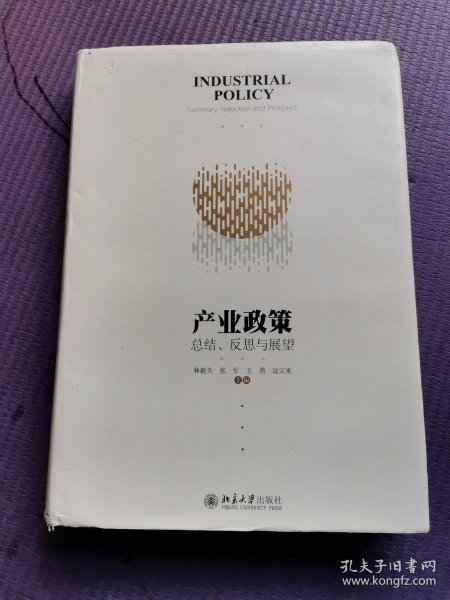 INDUSTRIAL
POLICY
Summary, reflection and Prospect
产业政策
总结、反思与展望
林毅夫 张 军 王 勇 寇宗来
主编
北京大学出版社
PEKING UNIVERSITY PRESS
孔夫子旧书网
www.kongfz.com